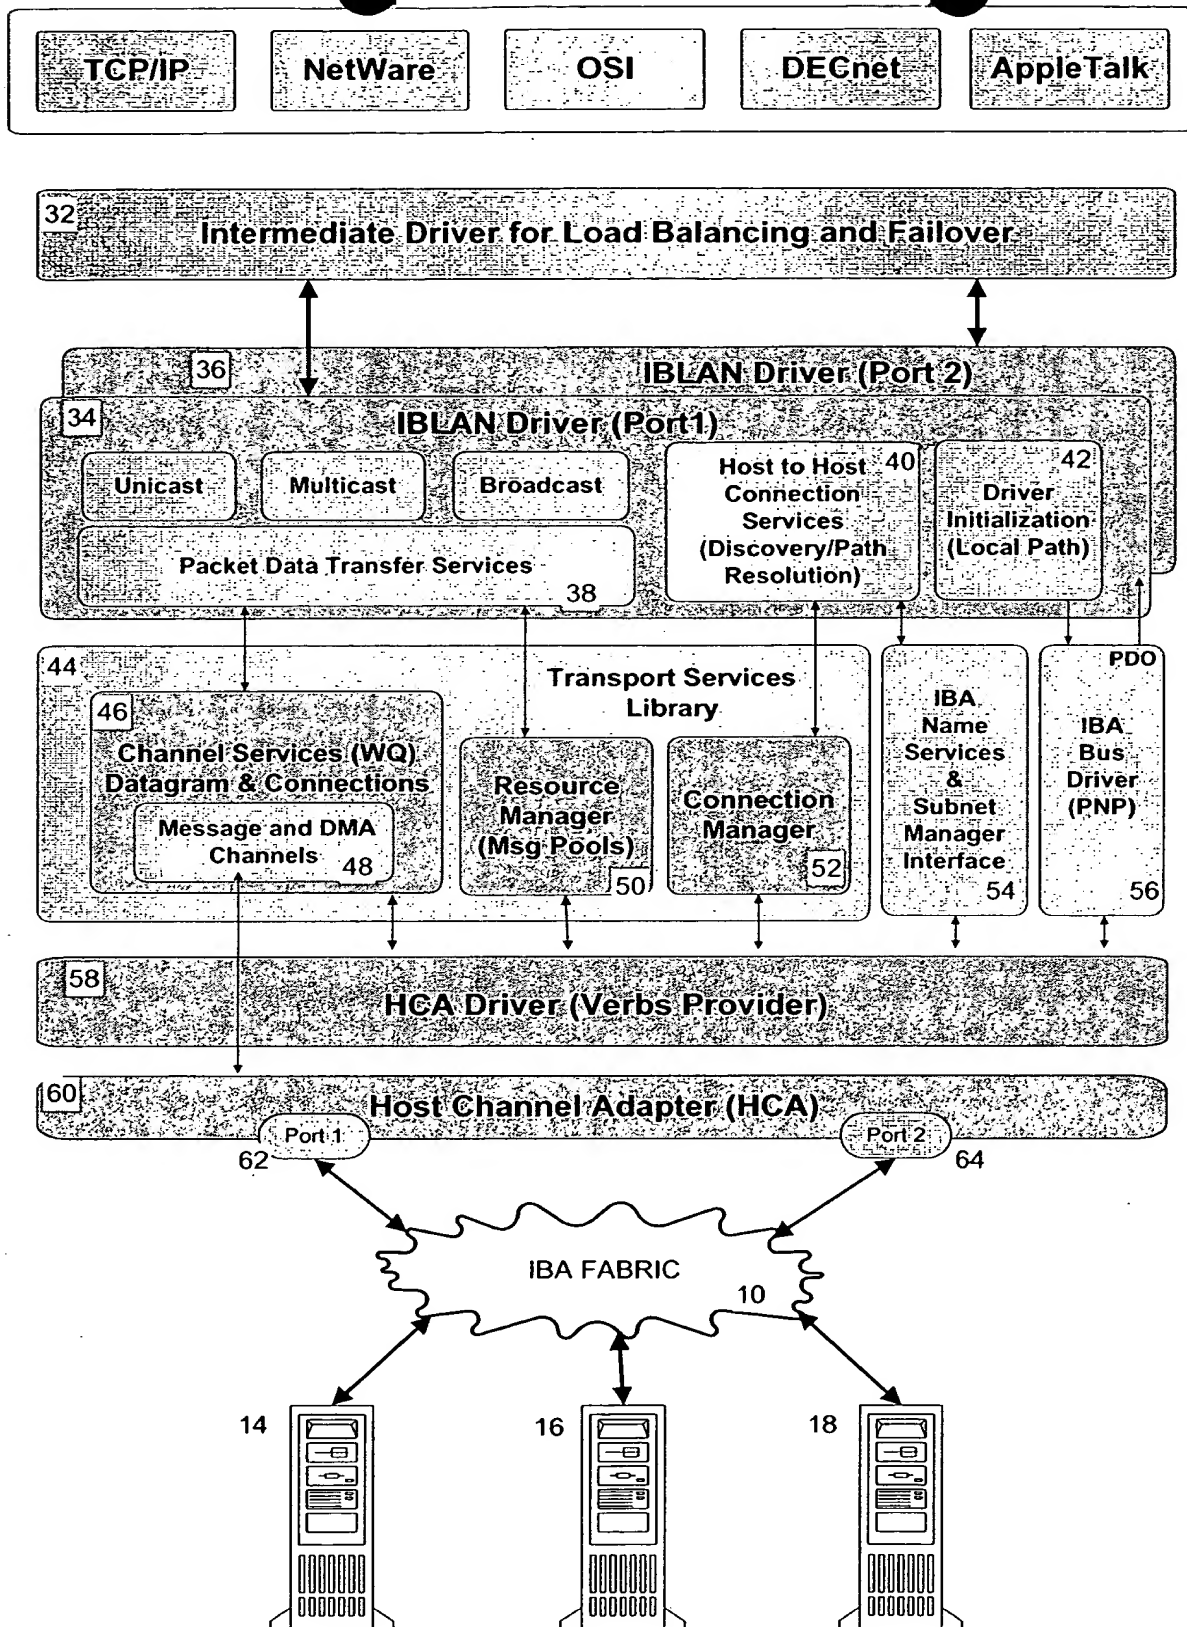 TCP/IP
NetWare
OSI
DECnet
AppleTalk
32
Intermediate Driver for Load Balancing and Failover
36
IBLAN Driver (Port 2)
34
IBLAN Driver (Port1)
Unicast
Multicast
Broadcast
Packet Data Transfer Services
38
Host to Host
40
Connection
Services
(Discovery/Path
Resolution)
42
Driver
Initialization
(Local Path)
44
Transport Services
Library
46
Channel Services (WQ)
Datagram & Connections
Message and DMA
Channels
48
Resource
Manager
(Msg Pools)
50
Connection
Manager
52
IBA
Name
Services
&
Subnet
Manager
Interface
54
PDO
IBA
Bus
Driver
(PNP)
56
58
HCA Driver (Verbs Provider)
60
Host Channel Adapter (HCA)
Port 1
62
Port 2
64
IBA FABRIC
10
14
16
18